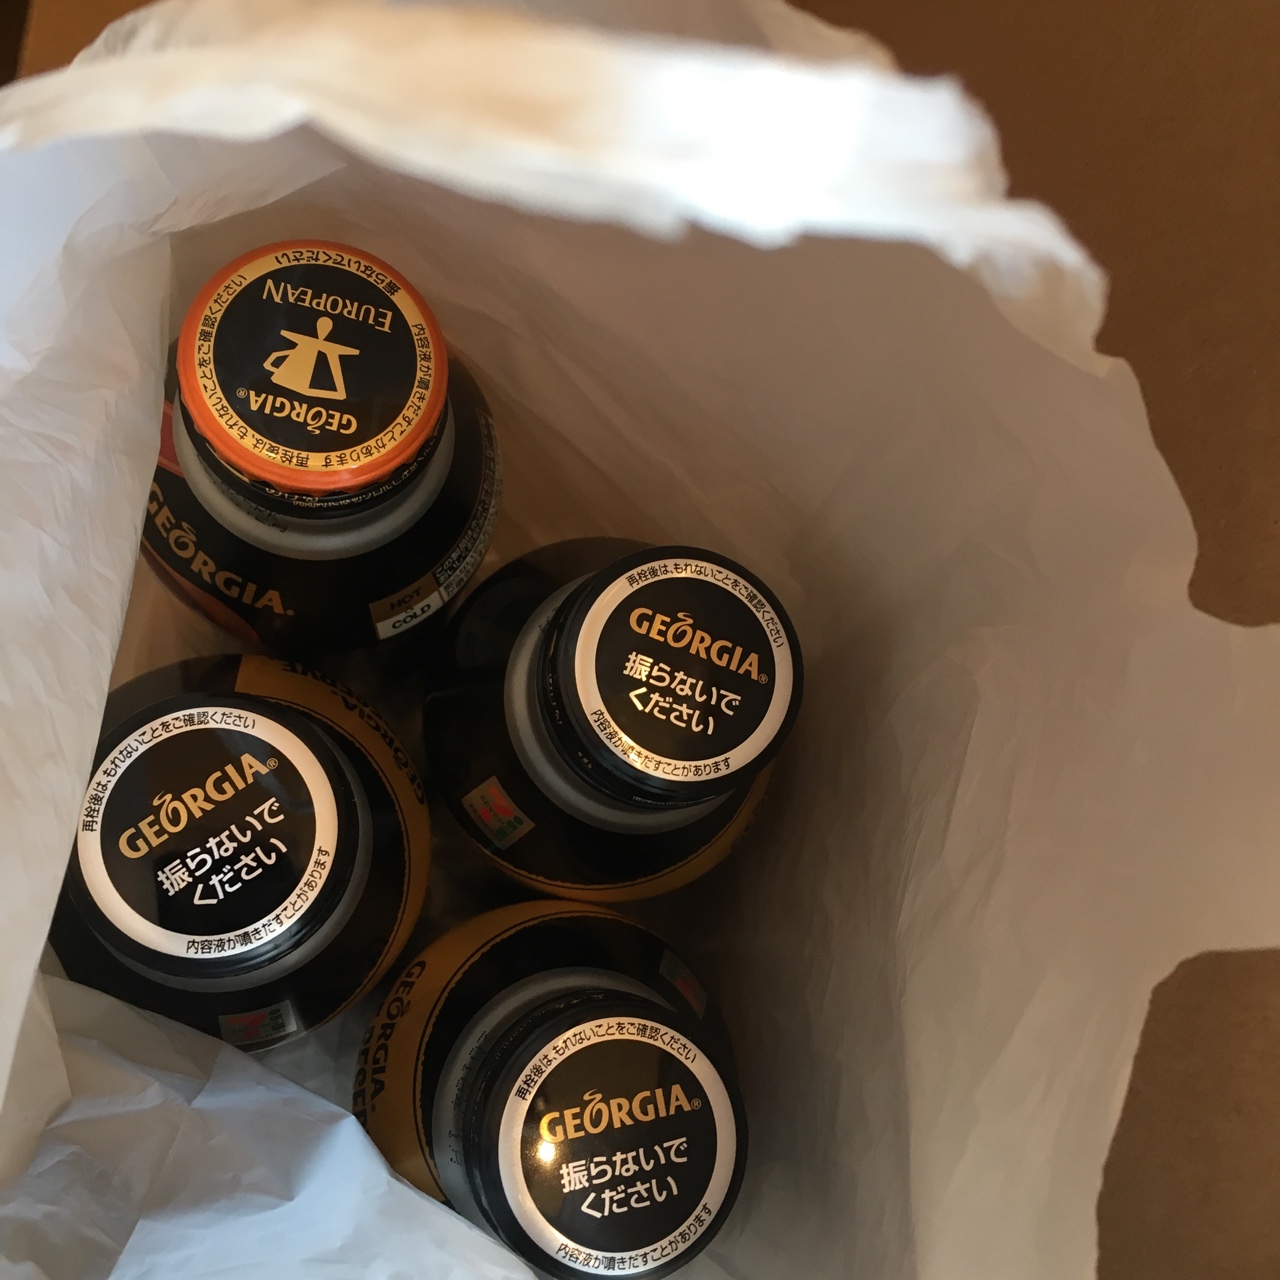 GEORGIA®
EUROPEAN
再栓後は、もれないことをご確認ください
振らないでください
内容液が噴きだすことがあります
GEORGIA.
HOT
COLD
再栓後は、もれないことをご確認ください
GEORGIA®
振らないで
ください
内容液が噴きだすことがあります
GEORGIA
再栓後は、もれないことをご確認ください
GEORGIA®
振らないで
ください
内容液が噴きだすことがあります
GEORGIA
再栓後は、もれないことをご確認ください
GEORGIA®
振らないで
ください
内容液が噴きだすことがあります